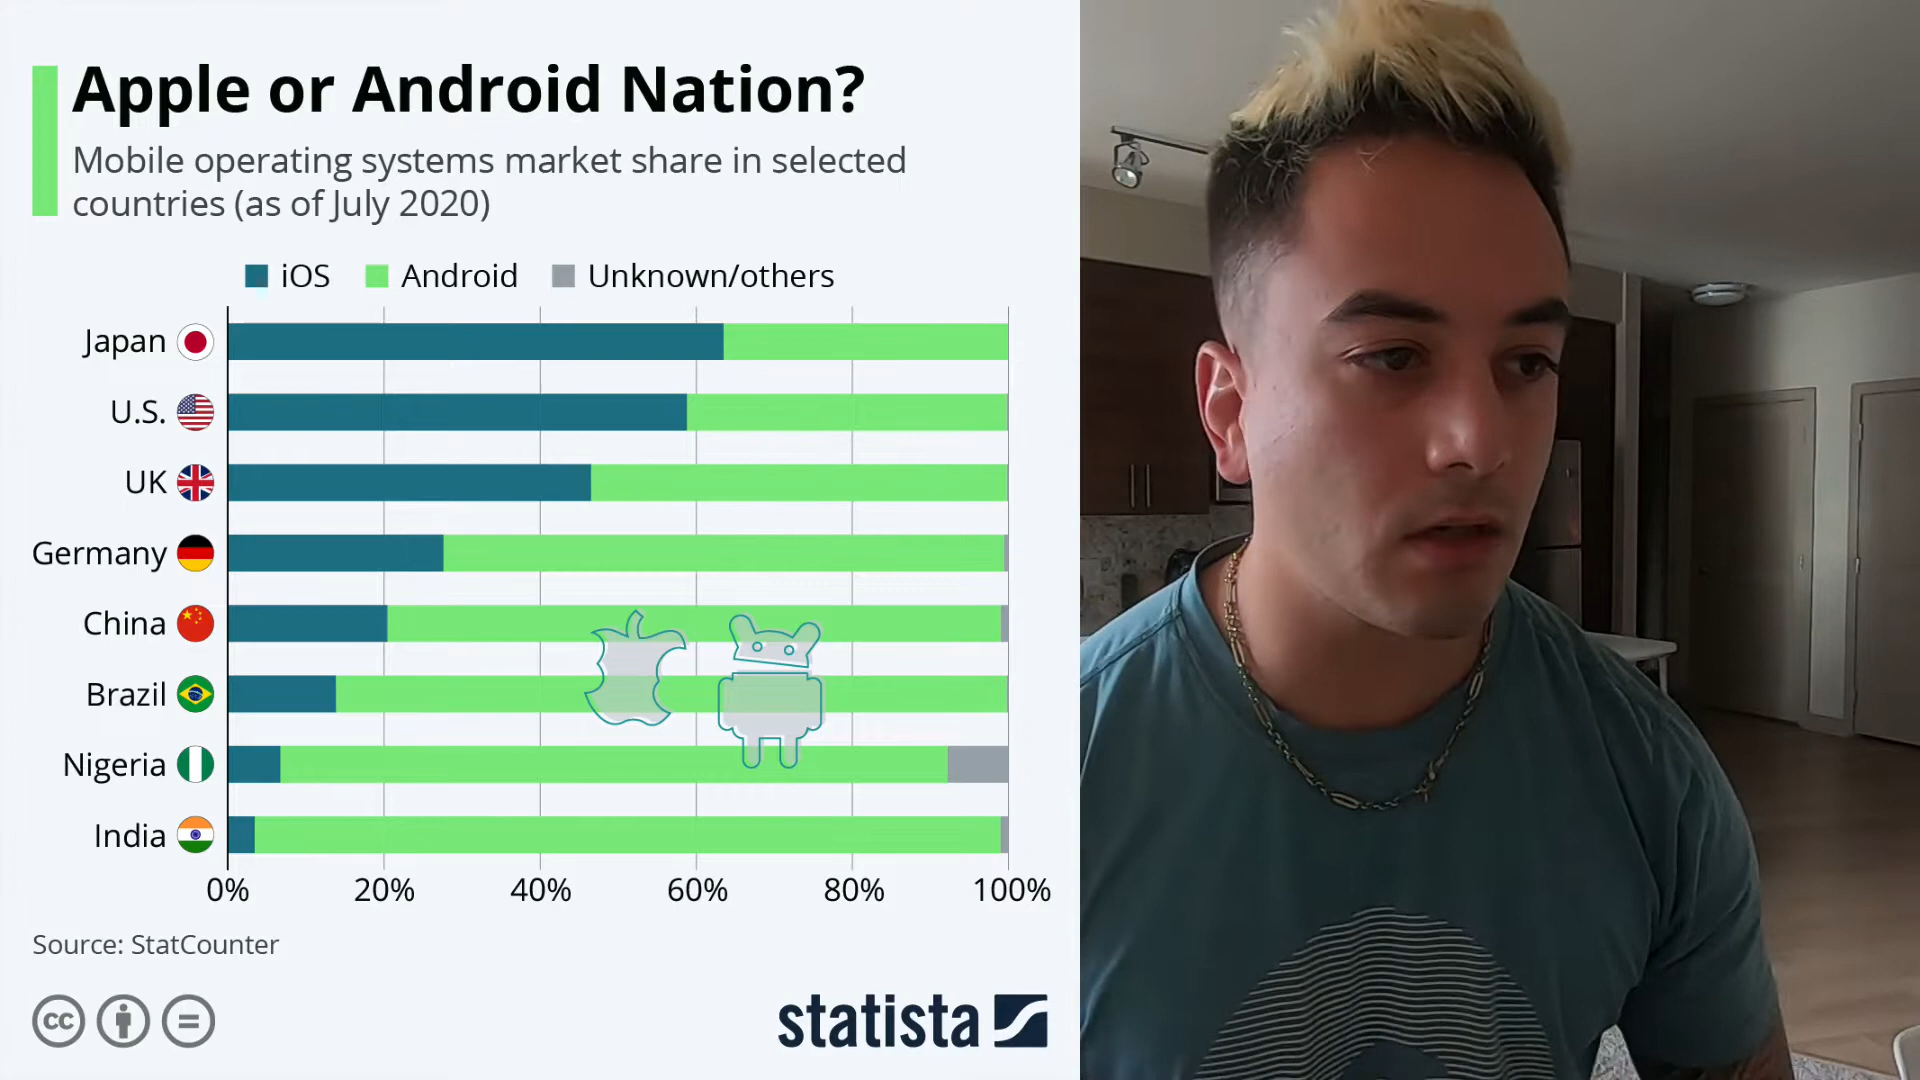 Apple or Android Nation?
Mobile operating systems market share in selected
countries (as of July 2020)
iOS Android Unknown/others
Japan
U.S.
UK
Germany
China
Brazil
Nigeria
India
0% 20% 40% 60% 80% 100%
Source: StatCounter
cc
statista